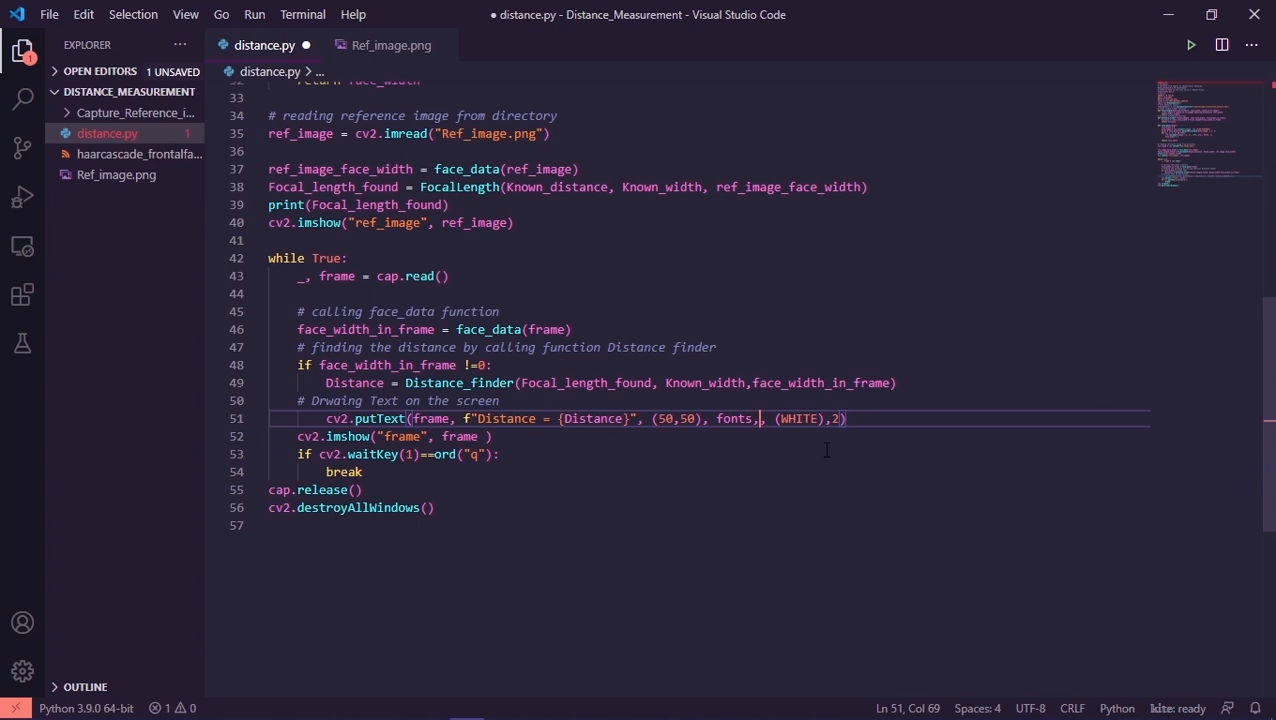 File Edit Selection View Go Run Terminal Help
● distance.py - Distance_Measurement - Visual Studio Code
EXPLORER
distance.py
Ref_image.png
OPEN EDITORS 1 UNSAVED
distance.py > ...
DISTANCE_MEASUREMENT
Capture_Reference_i...
distance.py 1
haarcascade_frontalfa...
Ref_image.png
32 return face_width
33
34 # reading reference image from directory
35 ref_image = cv2.imread("Ref_image.png")
36
37 ref_image_face_width = face_data(ref_image)
38 Focal_length_found = FocalLength(Known_distance, Known_width, ref_image_face_width)
39 print(Focal_length_found)
40 cv2.imshow("ref_image", ref_image)
41
42 while True:
43 _, frame = cap.read()
44
45 # calling face_data function
46 face_width_in_frame = face_data(frame)
47 # finding the distance by calling function Distance finder
48 if face_width_in_frame !=0:
49 Distance = Distance_finder(Focal_length_found, Known_width,face_width_in_frame)
50 # Drwaing Text on the screen
51 cv2.putText(frame, f"Distance = {Distance}", (50,50), fonts,, (WHITE),2)
52 cv2.imshow("frame", frame )
53 if cv2.waitKey(1)==ord("q"):
54 break
55 cap.release()
56 cv2.destroyAllWindows()
57
OUTLINE
Python 3.9.0 64-bit 1 0
Ln 51, Col 69 Spaces: 4 UTF-8 CRLF Python kite: ready
1